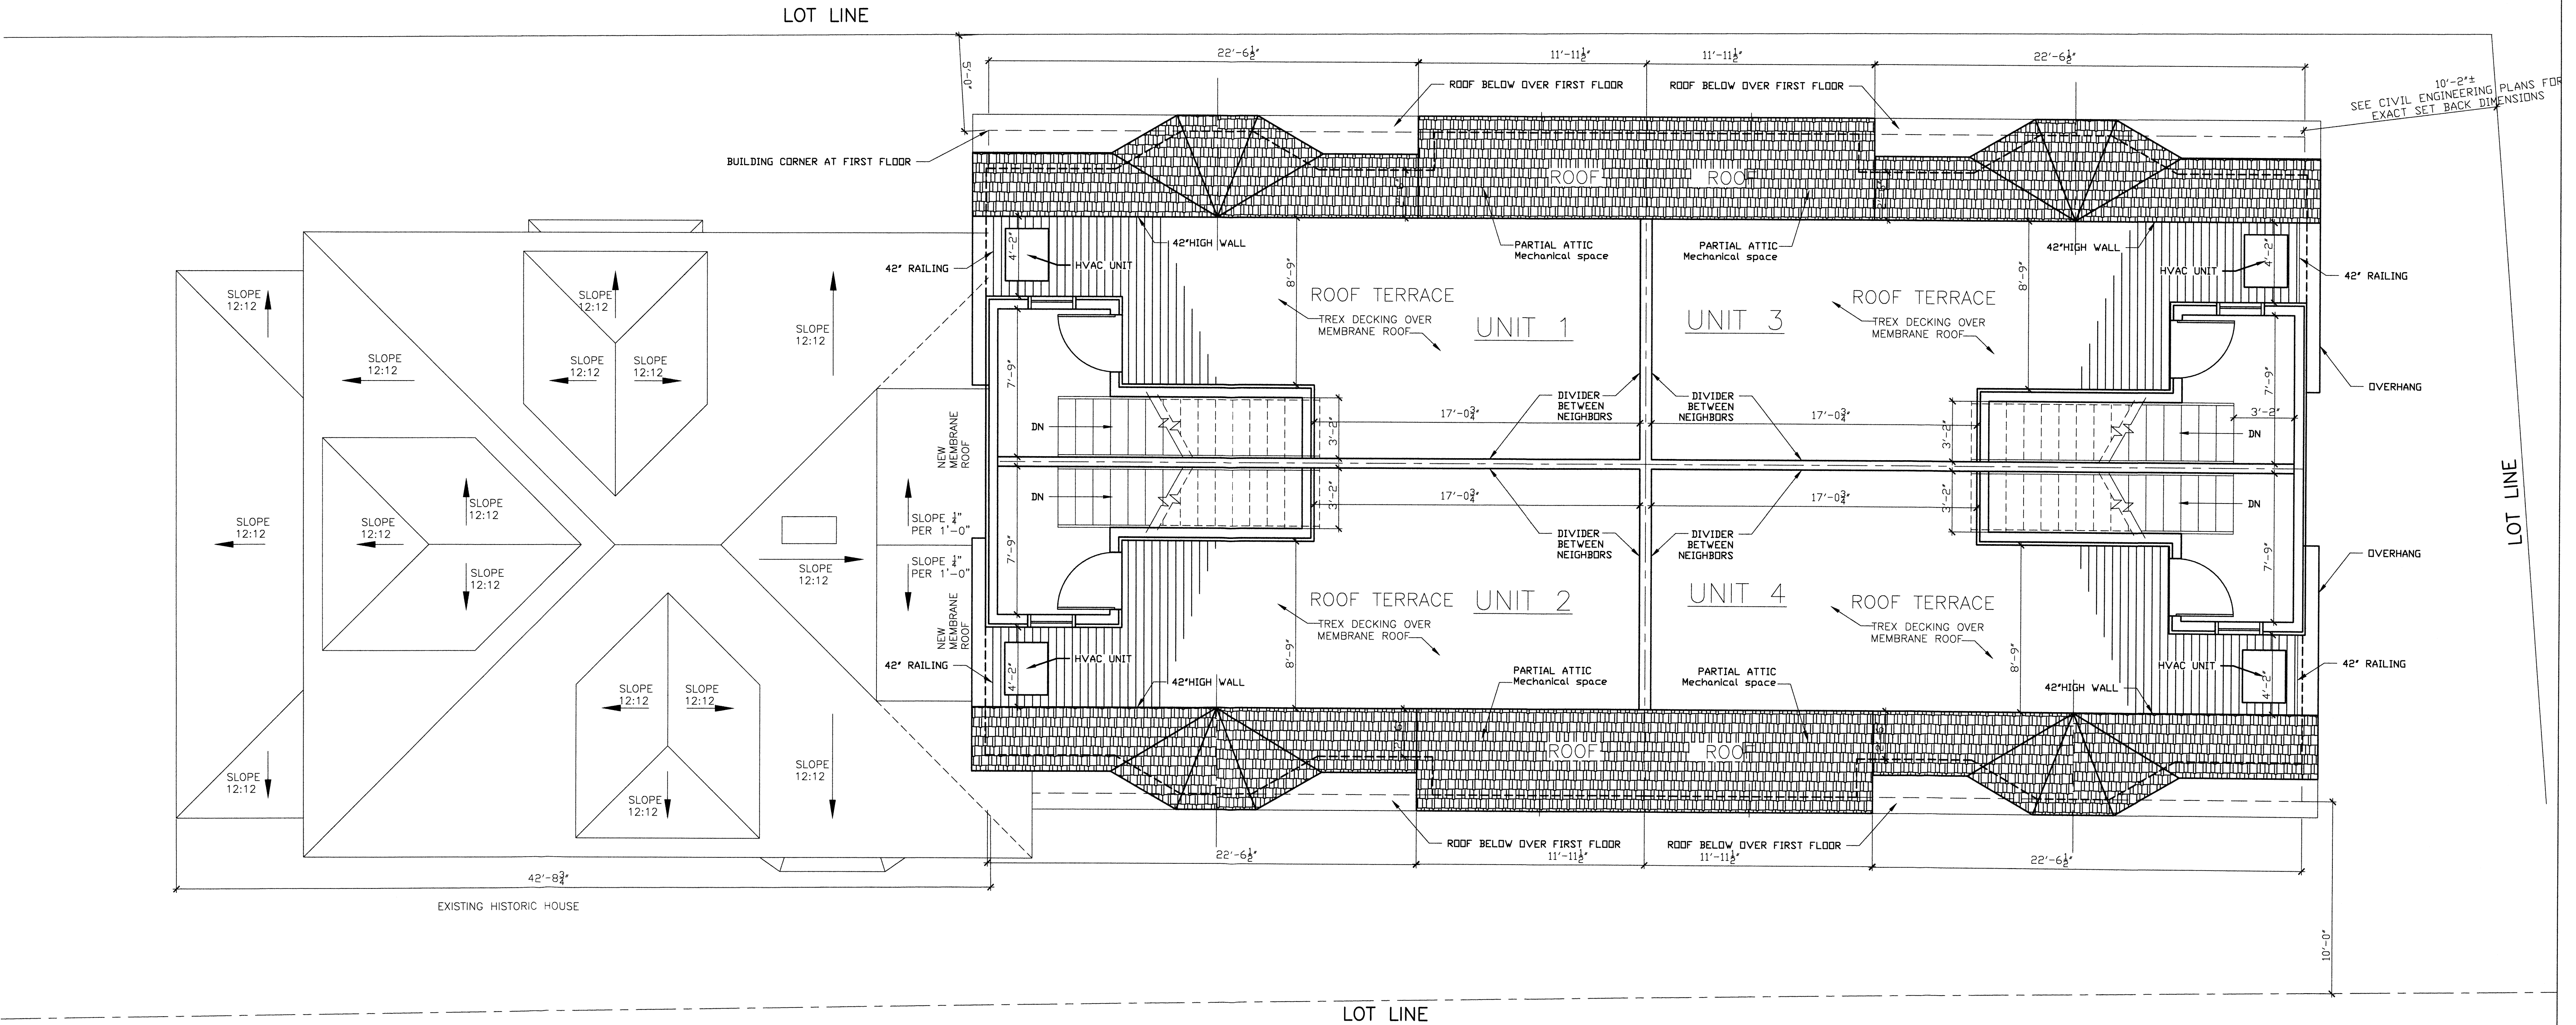 LOT LINE
22'-6½"
11'-11½"
11'-11½"
22'-6½"
5'-0"
10'-2"±
SEE CIVIL ENGINEERING PLANS FOR
EXACT SET BACK DIMENSIONS
ROOF BELOW OVER FIRST FLOOR
ROOF BELOW OVER FIRST FLOOR
BUILDING CORNER AT FIRST FLOOR
ROOF
ROOF
42"HIGH WALL
PARTIAL ATTIC
Mechanical space
PARTIAL ATTIC
Mechanical space
42"HIGH WALL
42" RAILING
4'-2"
HVAC UNIT
8'-9"
8'-9"
HVAC UNIT
4'-2"
42" RAILING
SLOPE
12:12
SLOPE
12:12
SLOPE
12:12
ROOF TERRACE
TREX DECKING OVER
MEMBRANE ROOF
UNIT 1
UNIT 3
ROOF TERRACE
TREX DECKING OVER
MEMBRANE ROOF
SLOPE
12:12
SLOPE
12:12
SLOPE
12:12
7'-9"
7'-9"
OVERHANG
DIVIDER
BETWEEN
NEIGHBORS
DIVIDER
BETWEEN
NEIGHBORS
NEW
MEMBRANE
ROOF
DN
3'-2"
17'-0¾"
17'-0¾"
3'-2"
3'-2"
DN
SLOPE
12:12
SLOPE
12:12
SLOPE
12:12
SLOPE ¼"
PER 1'-0"
DN
3'-2"
17'-0¾"
17'-0¾"
3'-2"
DN
LOT LINE
SLOPE
12:12
SLOPE
12:12
SLOPE ¼"
PER 1'-0"
7'-9"
DIVIDER
BETWEEN
NEIGHBORS
DIVIDER
BETWEEN
NEIGHBORS
7'-9"
OVERHANG
NEW
MEMBRANE
ROOF
ROOF TERRACE
TREX DECKING OVER
MEMBRANE ROOF
UNIT 2
UNIT 4
ROOF TERRACE
TREX DECKING OVER
MEMBRANE ROOF
42" RAILING
4'-2"
HVAC UNIT
8'-9"
8'-9"
HVAC UNIT
4'-2"
42" RAILING
SLOPE
12:12
SLOPE
12:12
42"HIGH WALL
PARTIAL ATTIC
Mechanical space
PARTIAL ATTIC
Mechanical space
42"HIGH WALL
SLOPE
12:12
SLOPE
12:12
SLOPE
12:12
ROOF
ROOF
ROOF BELOW OVER FIRST FLOOR
ROOF BELOW OVER FIRST FLOOR
22'-6½"
11'-11½"
11'-11½"
22'-6½"
42'-8¾"
EXISTING HISTORIC HOUSE
10'-0"
LOT LINE